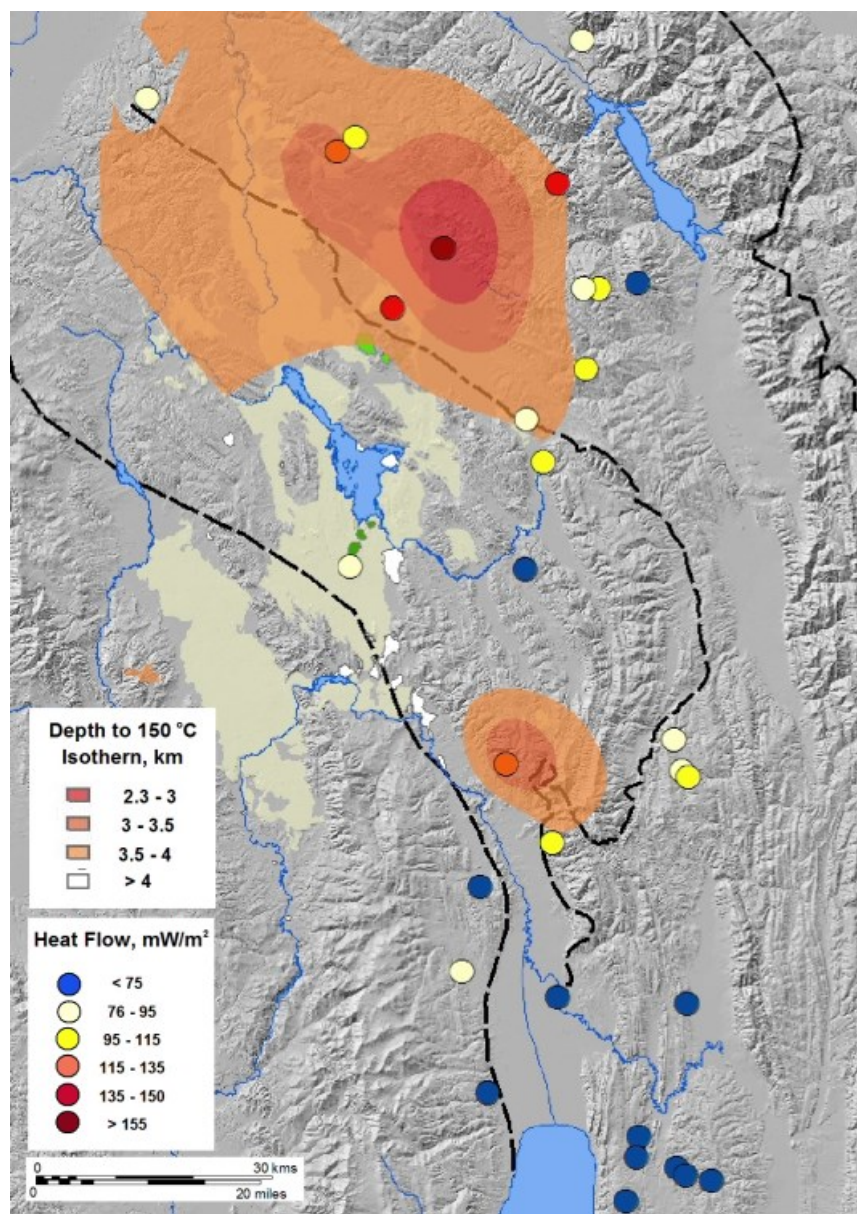 Depth to 150 °C
Isothern, km
2.3 - 3
3 - 3.5
3.5 - 4
> 4
Heat Flow, mW/m²
< 75
76 - 95
95 - 115
115 - 135
135 - 150
> 155
0 30 kms
0 20 miles